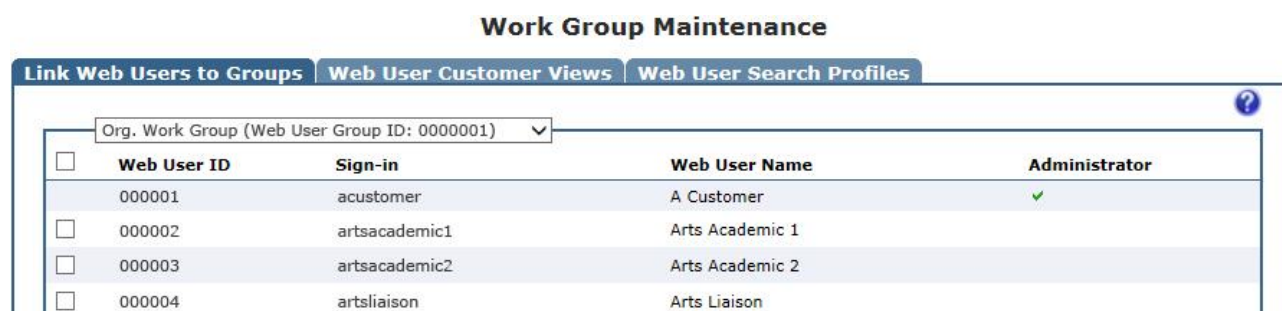 Work Group Maintenance
Link Web Users to Groups Web User Customer Views Web User Search Profiles
?
Org. Work Group (Web User Group ID: 0000001)
Web User ID Sign-in Web User Name Administrator
000001 acustomer A Customer
000002 artsacademic1 Arts Academic 1
000003 artsacademic2 Arts Academic 2
000004 artsliaison Arts Liaison